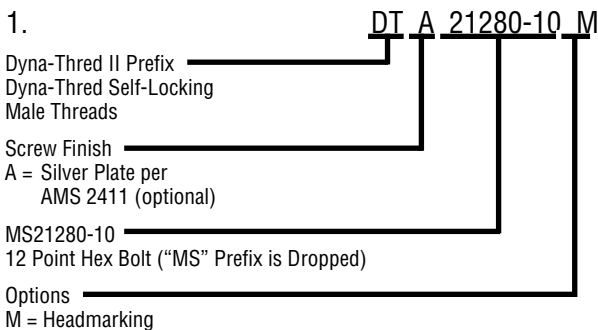 1. DT A 21280-10 M
Dyna-Thred II Prefix
Dyna-Thred Self-Locking
Male Threads
Screw Finish
A = Silver Plate per
AMS 2411 (optional)
MS21280-10
12 Point Hex Bolt (“MS” Prefix is Dropped)
Options
M = Headmarking